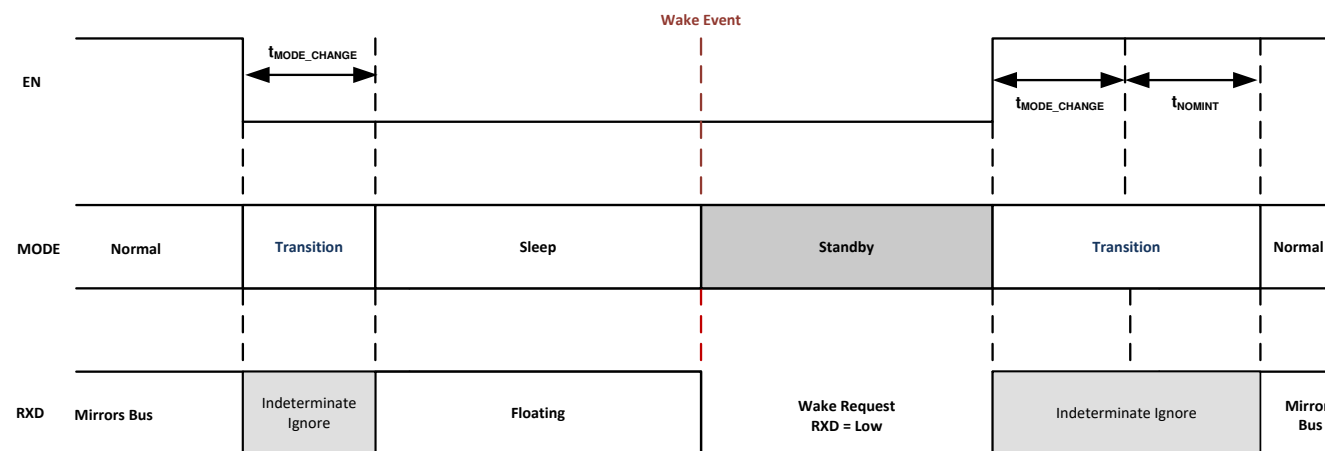 Wake Event
EN
tMODE_CHANGE
tMODE_CHANGE
tNOMINT
MODE
Normal
Transition
Sleep
Standby
Transition
Normal
RXD
Mirrors Bus
Indeterminate
Ignore
Floating
Wake Request
RXD = Low
Indeterminate Ignore
Mirror
Bus